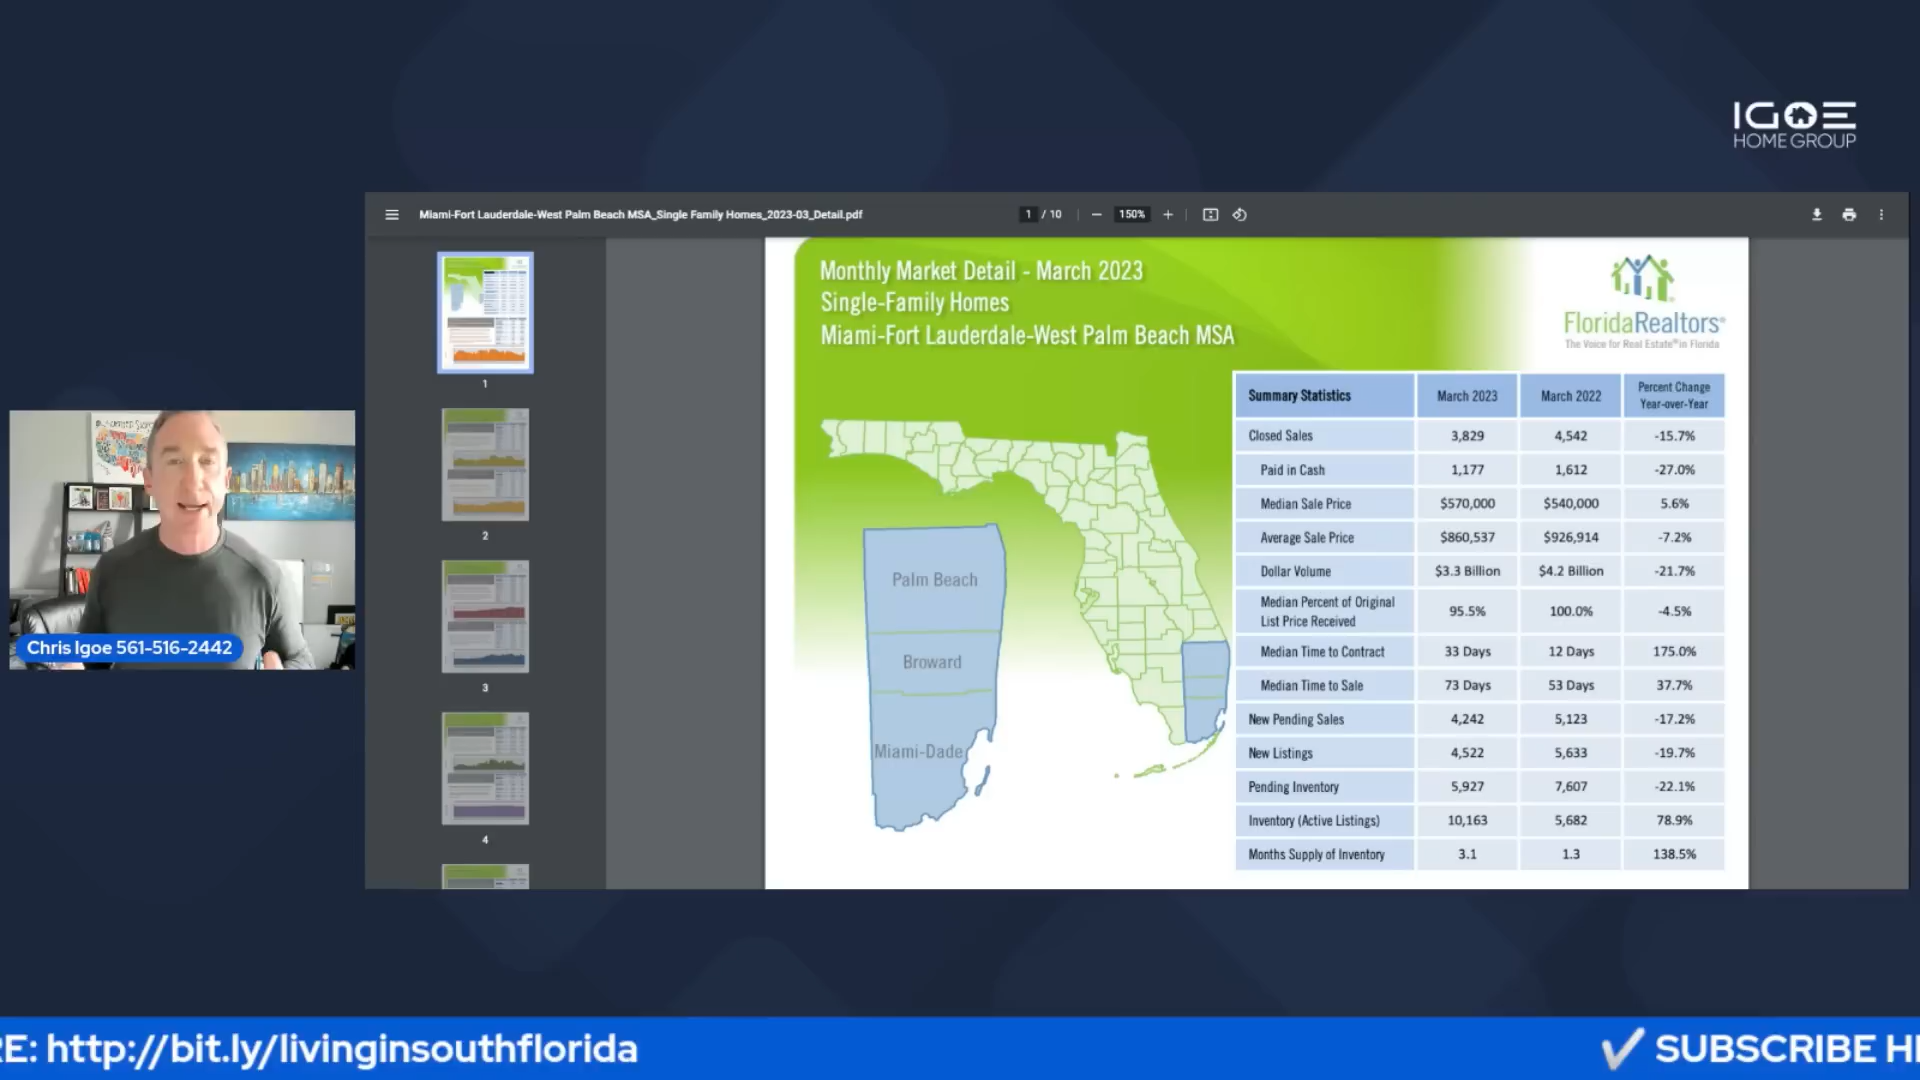 IGOE
HOME GROUP
Miami-Fort Lauderdale-West Palm Beach MSA_Single Family Homes_2023-03_Detail.pdf
1 / 10
150%
1
2
3
4
Monthly Market Detail - March 2023
Single-Family Homes
Miami-Fort Lauderdale-West Palm Beach MSA
FloridaRealtors®
The Voice for Real Estate® in Florida
Palm Beach
Broward
Miami-Dade
Summary Statistics March 2023 March 2022 Percent Change Year-over-Year
Closed Sales 3,829 4,542 -15.7%
Paid in Cash 1,177 1,612 -27.0%
Median Sale Price $570,000 $540,000 5.6%
Average Sale Price $860,537 $926,914 -7.2%
Dollar Volume $3.3 Billion $4.2 Billion -21.7%
Median Percent of Original List Price Received 95.5% 100.0% -4.5%
Median Time to Contract 33 Days 12 Days 175.0%
Median Time to Sale 73 Days 53 Days 37.7%
New Pending Sales 4,242 5,123 -17.2%
New Listings 4,522 5,633 -19.7%
Pending Inventory 5,927 7,607 -22.1%
Inventory (Active Listings) 10,163 5,682 78.9%
Months Supply of Inventory 3.1 1.3 138.5%
Chris Igoe 561-516-2442
RE: http://bit.ly/livinginsouthflorida
SUBSCRIBE HE